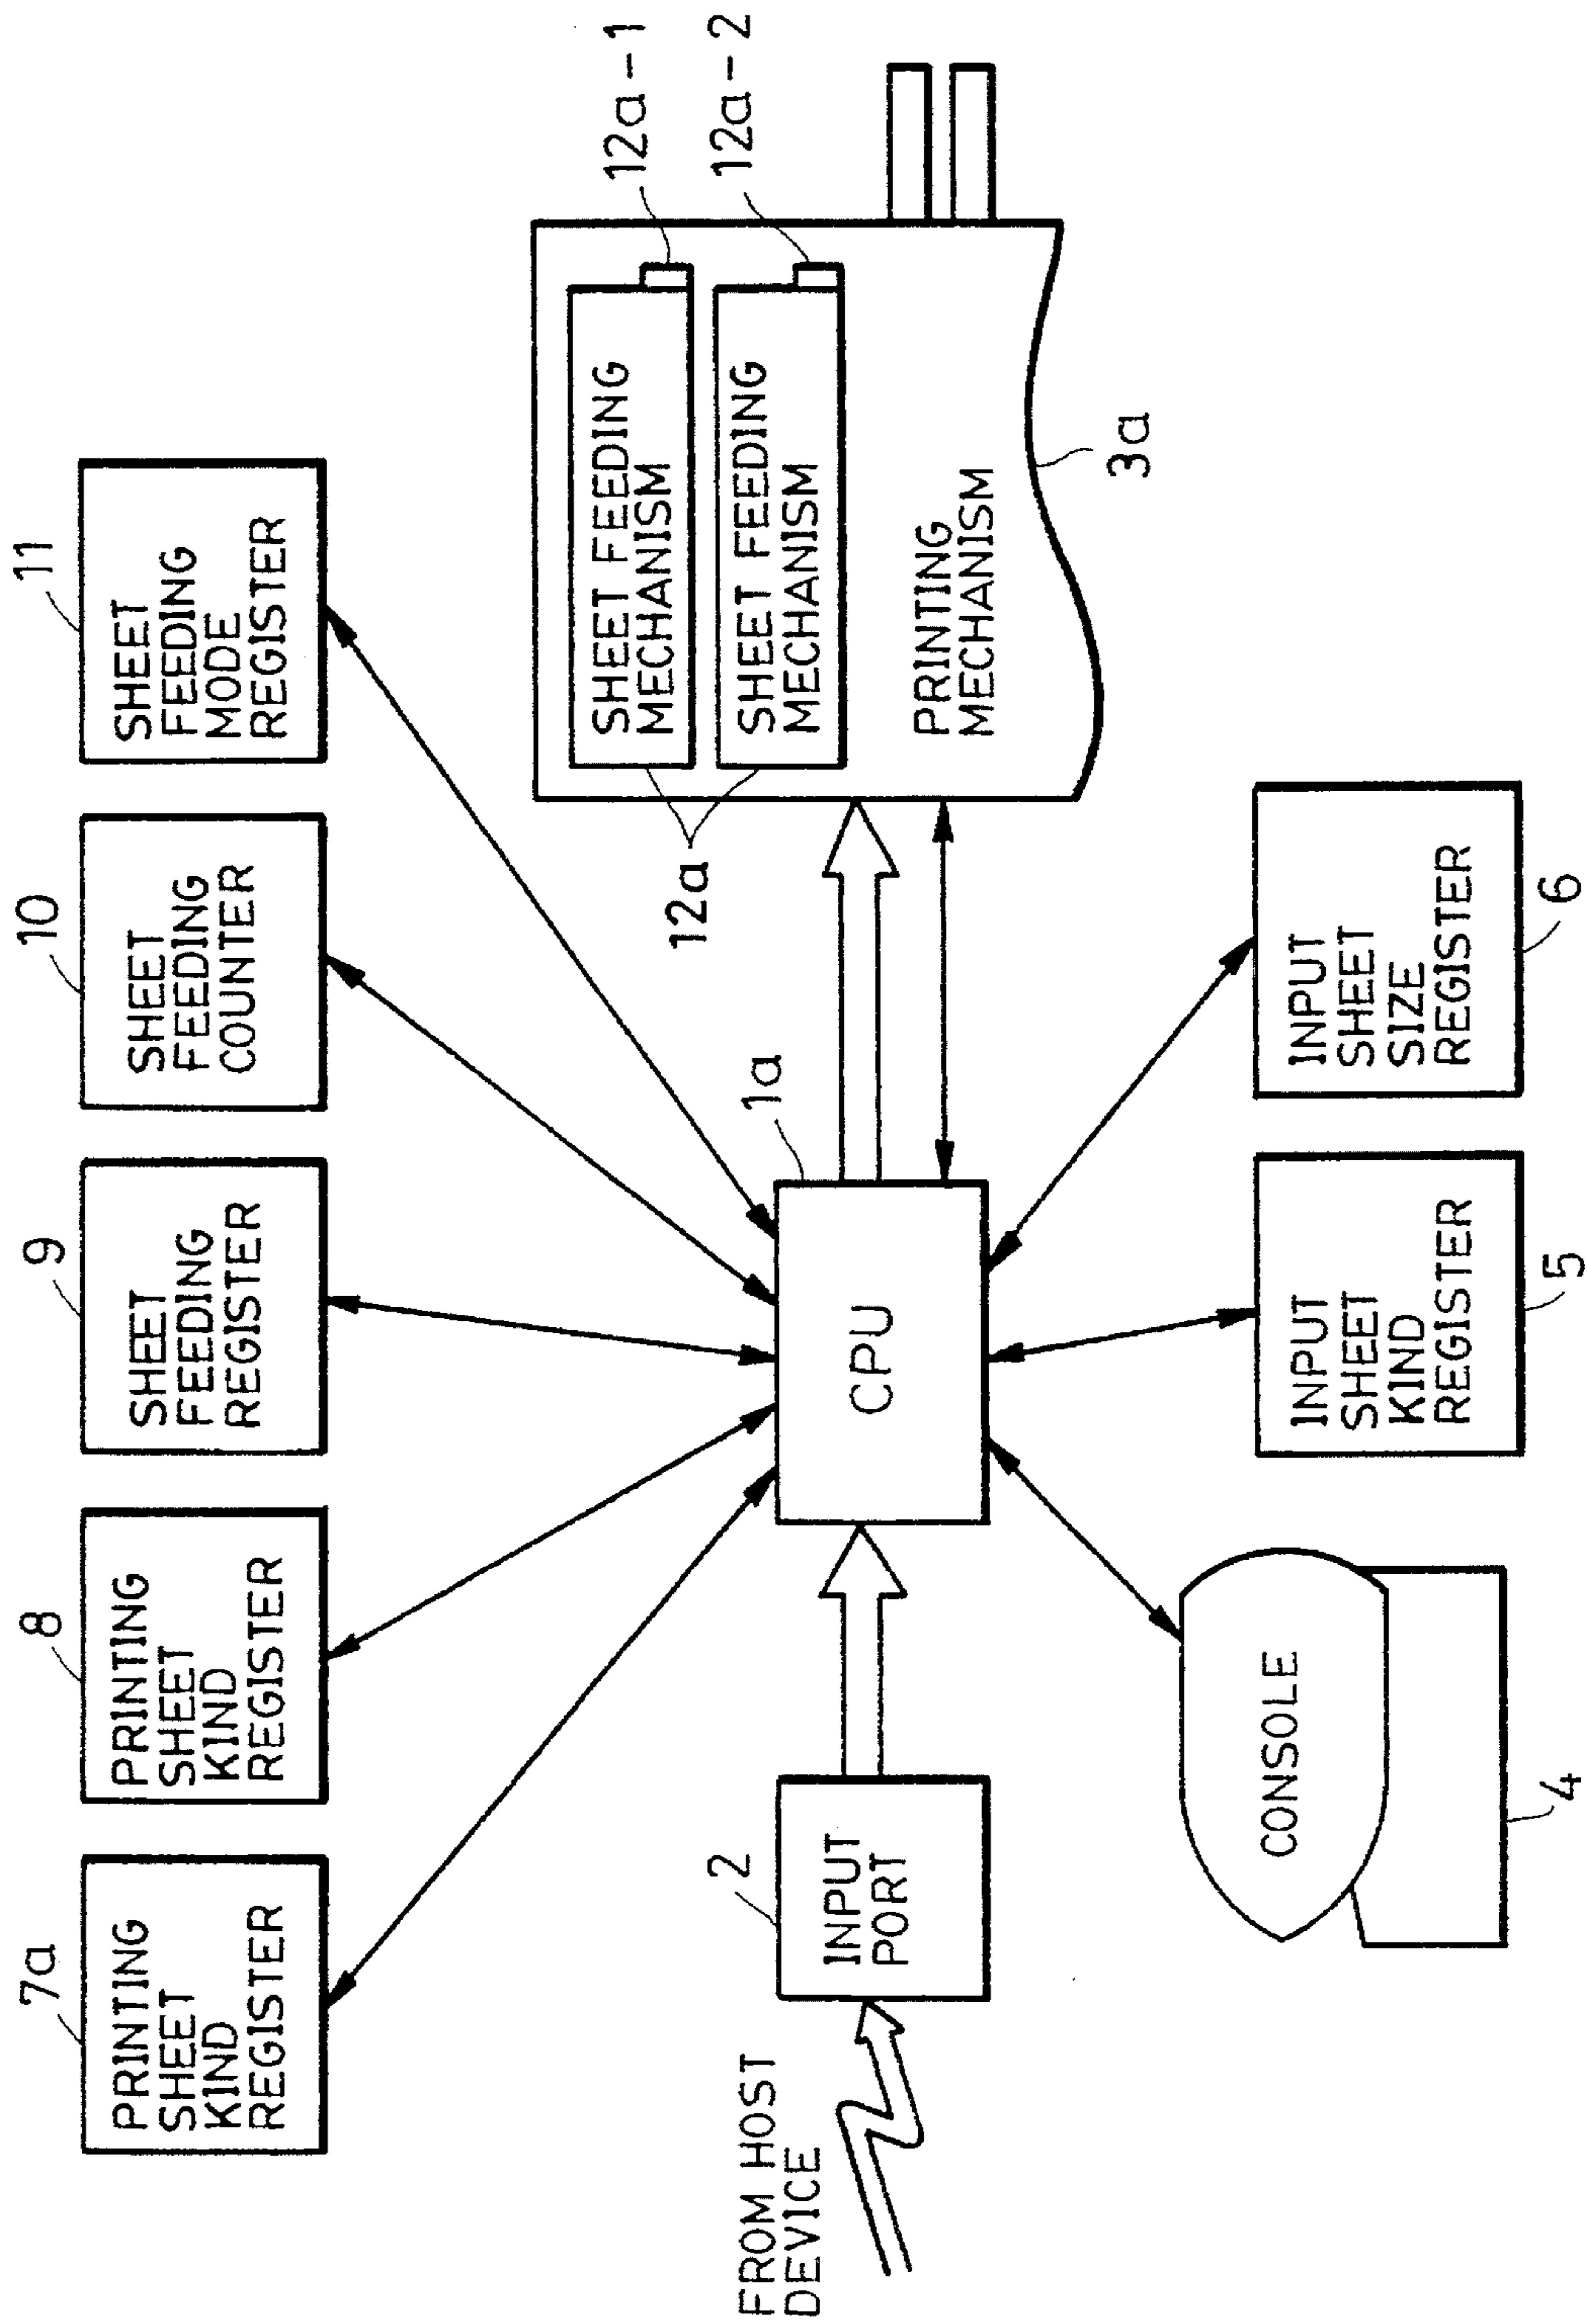 7a
PRINTING
SHEET
KIND
REGISTER
8
PRINTING
SHEET
KIND
REGISTER
9
SHEET
FEEDING
REGISTER
10
SHEET
FEEDING
COUNTER
11
SHEET
FEEDING
MODE
REGISTER
FROM HOST
DEVICE
2
INPUT
PORT
1a
CPU
12a
SHEET FEEDING
MECHANISM
12a-1
SHEET FEEDING
MECHANISM
12a-2
PRINTING
MECHANISM
3a
CONSOLE
4
INPUT
SHEET
KIND
REGISTER
5
INPUT
SHEET
SIZE
REGISTER
6